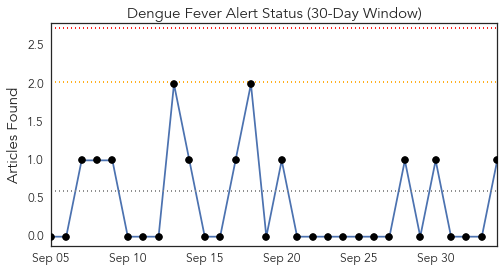 Dengue Fever Alert Status (30-Day Window)
Articles Found
2.5
2.0
1.5
1.0
0.5
0.0
Sep 05 Sep 10 Sep 15 Sep 20 Sep 25 Sep 30